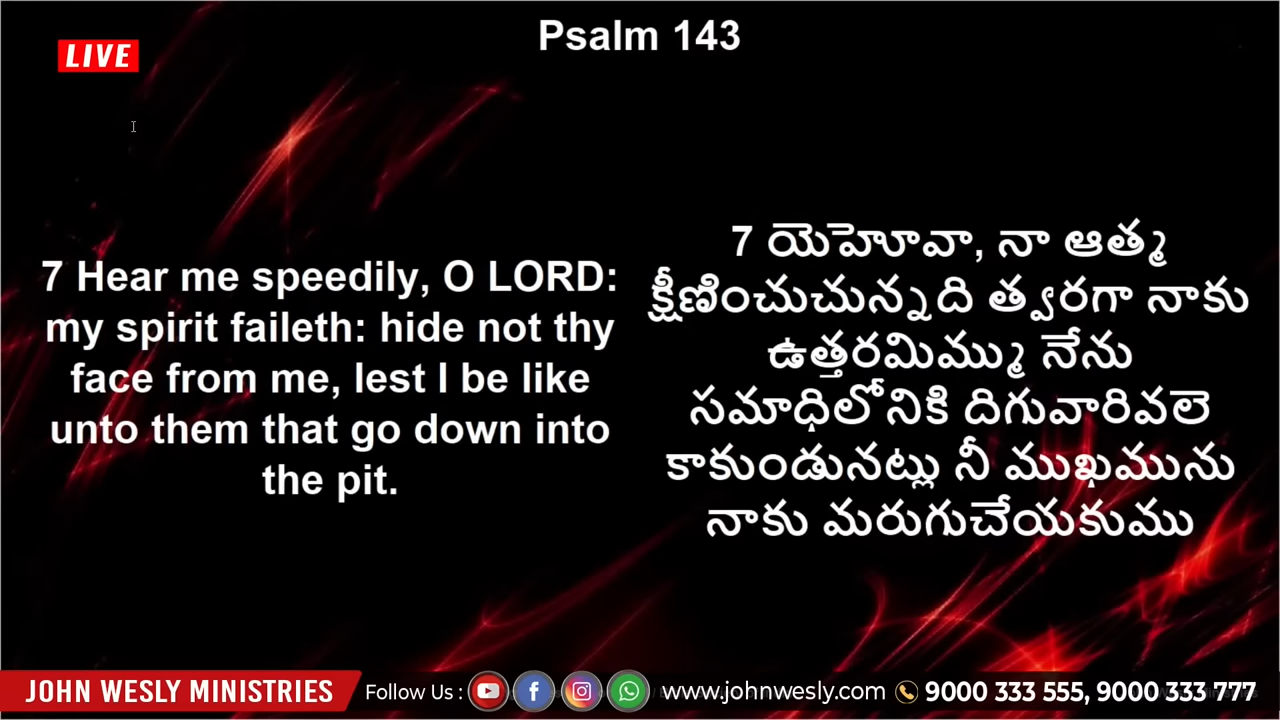 Psalm 143
LIVE
7 Hear me speedily, O LORD:
my spirit faileth: hide not thy
face from me, lest I be like
unto them that go down into
the pit.
7 యెహోవా, నా ఆత్మ
క్షీణించుచున్నది త్వరగా నాకు
ఉత్తరమిమ్ము నేను
సమాధిలోనికి దిగువారివలె
కాకుండునట్లు నీ ముఖమును
నాకు మరుగుచేయకుము
JOHN WESLY MINISTRIES Follow Us : www.johnwesly.com 9000 333 555, 9000 333 777